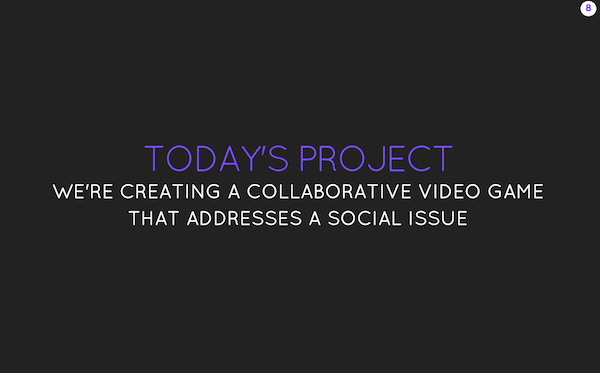 8
TODAY'S PROJECT
WE'RE CREATING A COLLABORATIVE VIDEO GAME
THAT ADDRESSES A SOCIAL ISSUE